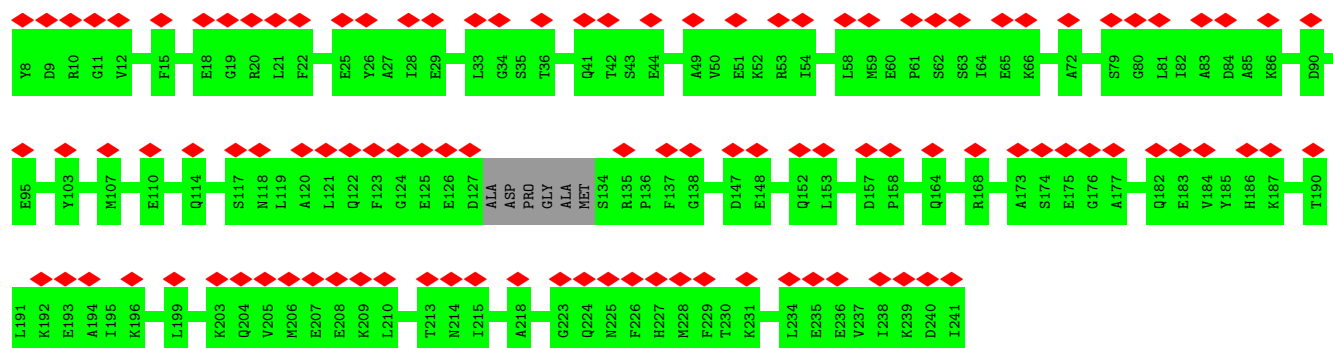 Y8 D9 R10 G11 V12 F15 E18 G19 R20 L21 F22 E25 Y26 A27 I28 E29 L33 G34 S35 T36 Q41 T42 S43 E44 A49 V50 E51 K52 R53 I54 L58 M59 E60 P61 S62 S63 I64 E65 K66 A72 S79 G80 L81 I82 A83 D84 A85 K86 D90
E95 Y103 M107 E110 Q114 S117 N118 L119 A120 L121 Q122 F123 G124 E125 E126 D127 ALA ASP PRO GLY ALA MET S134 R135 P136 F137 G138 D147 E148 Q152 L153 D157 P158 Q164 R168 A173 S174 E175 G176 A177 Q182 E183 V184 Y185 H186 K187 T190
L191 K192 E193 A194 I195 K196 L199 K203 Q204 V205 M206 E207 E208 K209 L210 T213 N214 I215 A218 G223 Q224 N225 F226 H227 M228 F229 T230 K231 L234 E235 E236 V237 I238 K239 D240 I241